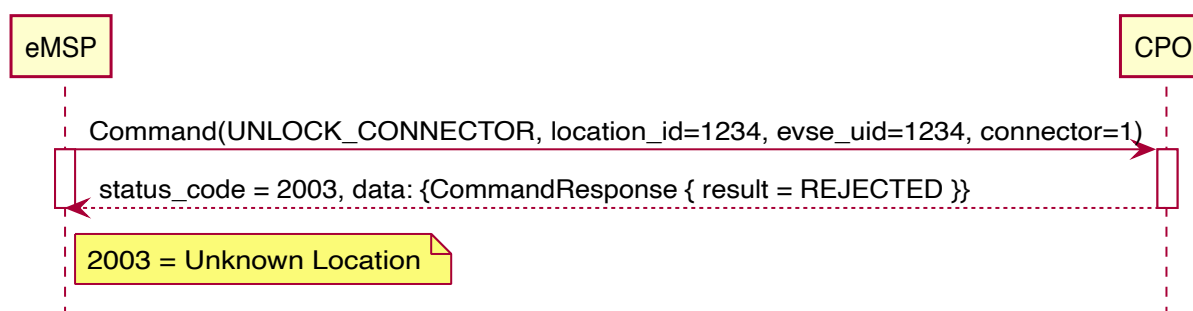 eMSP
CPO
Command(UNLOCK_CONNECTOR, location_id=1234, evse_uid=1234, connector=1)
status_code = 2003, data: {CommandResponse { result = REJECTED }}
2003 = Unknown Location